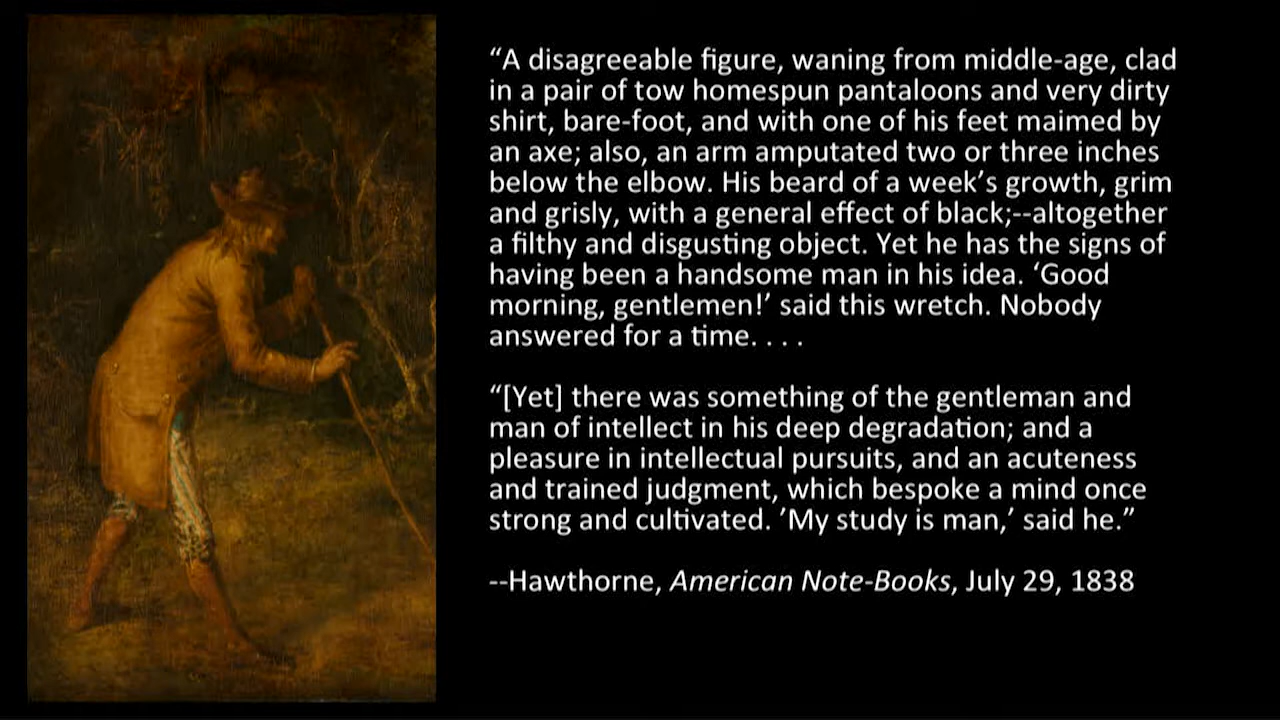 “A disagreeable figure, waning from middle-age, clad
in a pair of tow homespun pantaloons and very dirty
shirt, bare-foot, and with one of his feet maimed by
an axe; also, an arm amputated two or three inches
below the elbow. His beard of a week’s growth, grim
and grisly, with a general effect of black;--altogether
a filthy and disgusting object. Yet he has the signs of
having been a handsome man in his idea. ‘Good
morning, gentlemen!’ said this wretch. Nobody
answered for a time. . . .
“[Yet] there was something of the gentleman and
man of intellect in his deep degradation; and a
pleasure in intellectual pursuits, and an acuteness
and trained judgment, which bespoke a mind once
strong and cultivated. ’My study is man,’ said he.”
--Hawthorne, American Note-Books, July 29, 1838